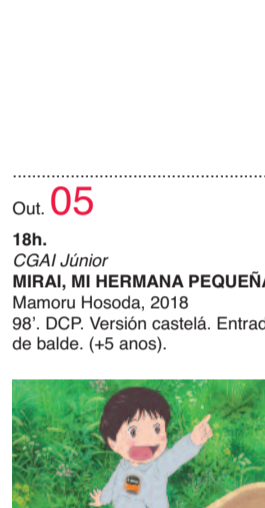 Out. 05
18h.
CGAI Júnior
MIRAI, MI HERMANA PEQUEÑA
Mamoru Hosoda, 2018
98’. DCP. Versión castelá. Entrad
de balde. (+5 anos).